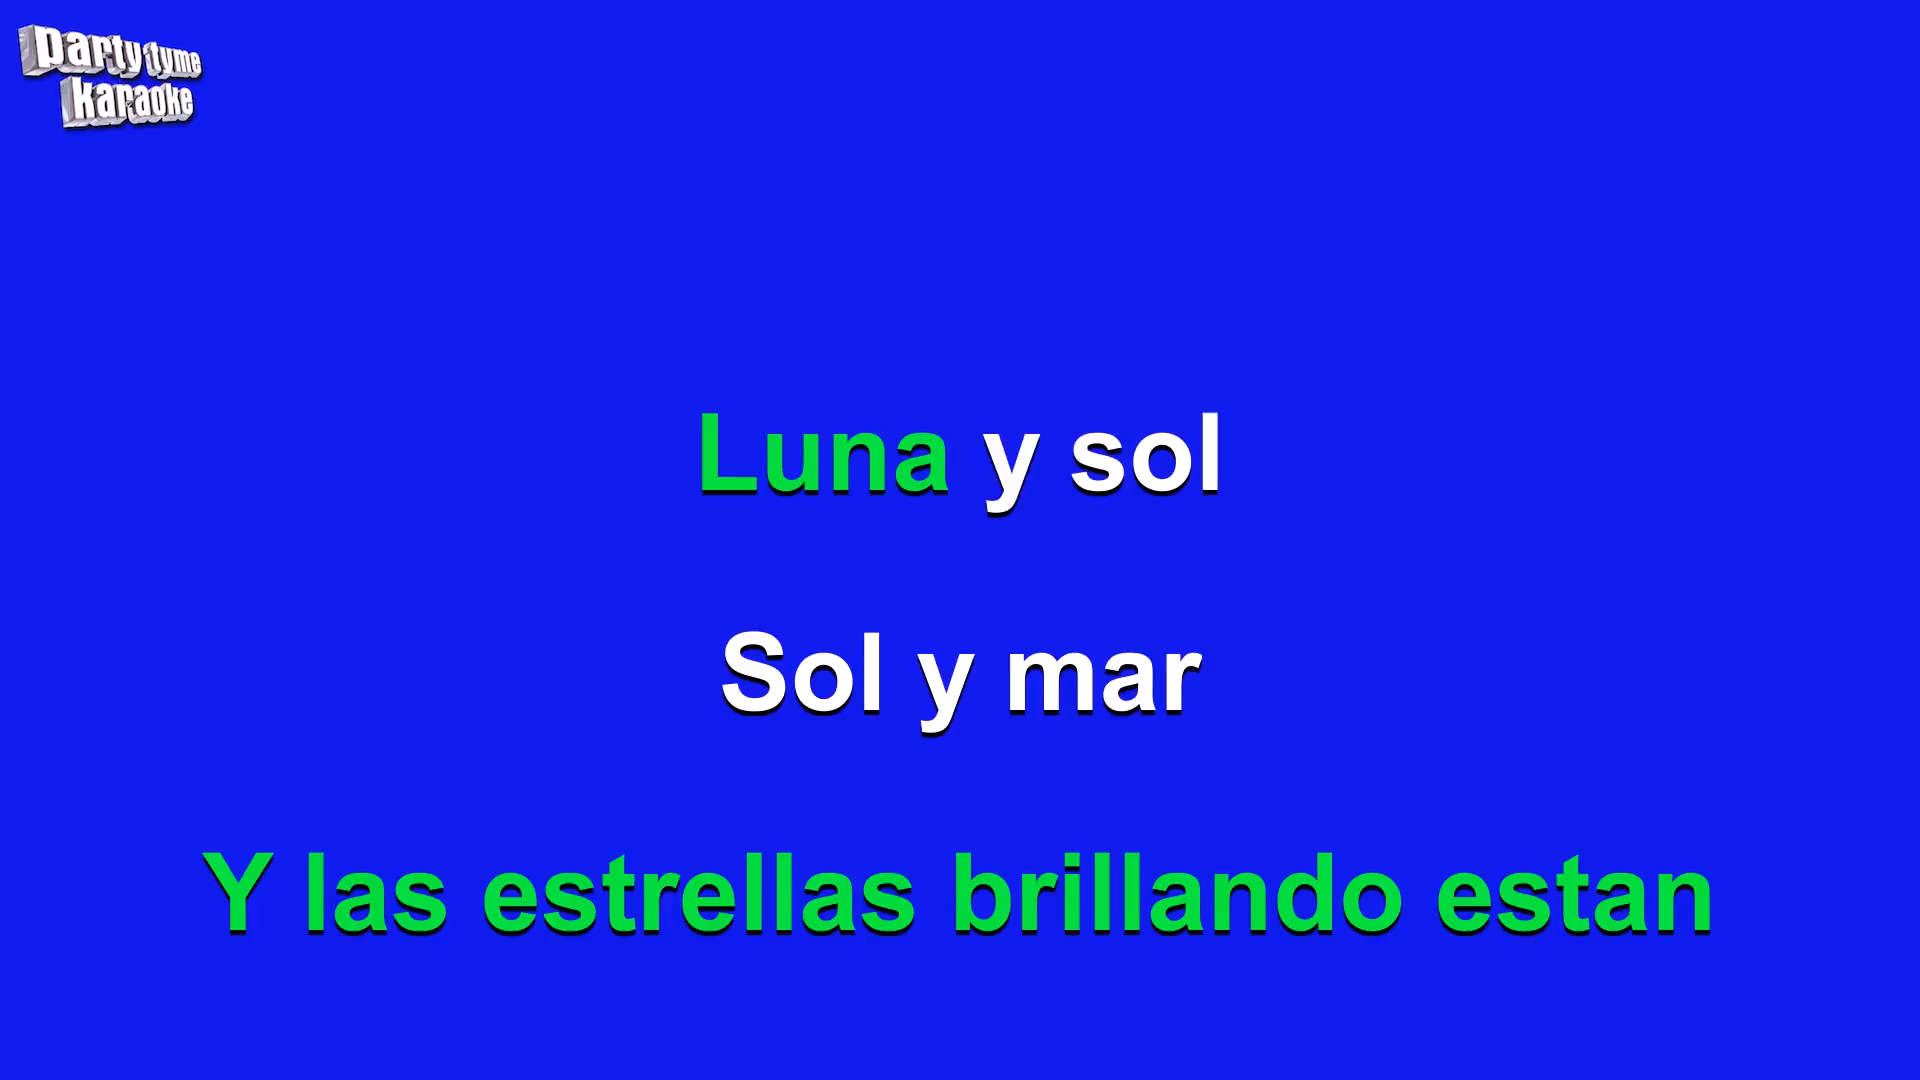 party tyme
karaoke
Luna y sol
Sol y mar
Y las estrellas brillando estan